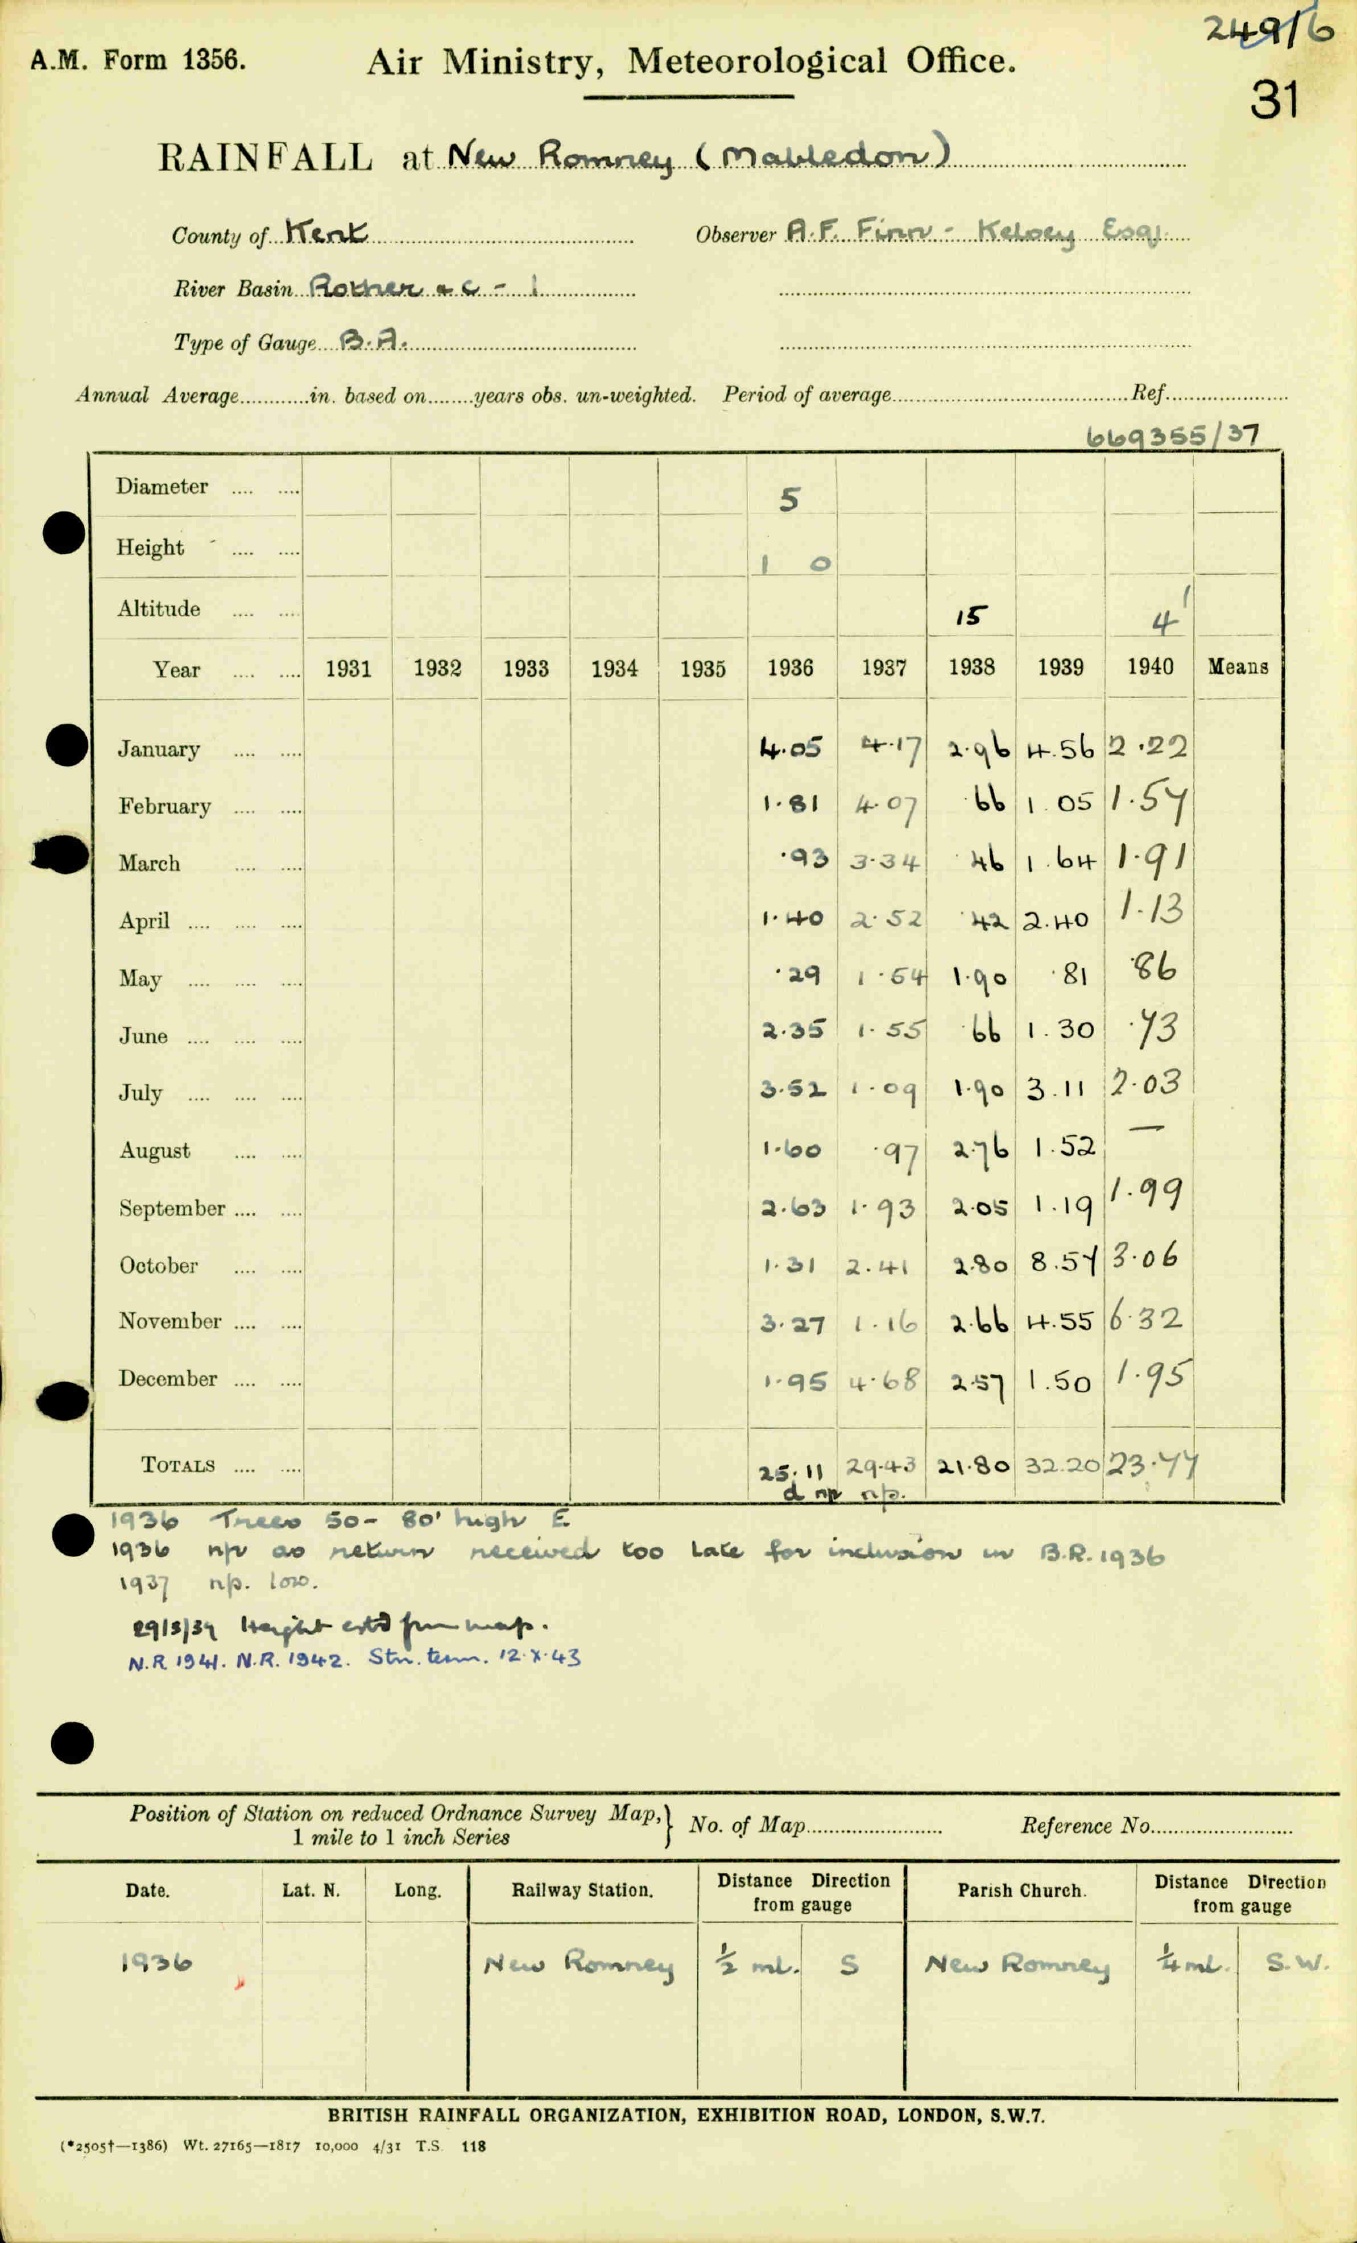 249/6
A.M. Form 1356.
Air Ministry, Meteorological Office.
31
RAINFALL at New Romney (Mabledon)
County of Kent Observer A.F. Finn - Kelsey Esq.
River Basin Rother &c - 1
Type of Gauge B.A.
Annual Average............in. based on........years obs. un-weighted. Period of average.......... Ref..........
669355/37
Diameter .... .... 5
Height .... .... 1 0
Altitude .... .... 15 4'
Year .... .... 1931 1932 1933 1934 1935 1936 1937 1938 1939 1940 Means
January .... .... 4.05 4.17 2.96 4.56 2.22
February .... .... 1.81 4.07 .66 1.05 1.57
March .... .... .93 3.34 .46 1.64 1.91
April .... .... .... 1.40 2.52 .42 2.40 1.13
May .... .... .... .29 1.54 1.90 .81 .86
June .... .... .... 2.35 1.55 .66 1.30 .73
July .... .... .... 3.52 1.09 1.90 3.11 2.03
August .... .... 1.60 .97 2.76 1.52 —
September .... .... 2.63 1.93 2.05 1.19 1.99
October .... .... 1.31 2.41 2.80 8.57 3.06
November .... .... 3.27 1.16 2.66 4.55 6.32
December .... .... 1.95 4.68 2.57 1.50 1.95
TOTALS .... .... 25.11 29.43 21.80 32.20 23.77
d np np.
1936 Trees 50- 80' high E
1936 np as return received too late for inclusion in B.R. 1936
1937 np. low.
29/3/39 Height estd from map.
N.R 1941. N.R. 1942. Stn. term. 12.X.43
Position of Station on reduced Ordnance Survey Map, } No. of Map.......... Reference No..........
1 mile to 1 inch Series
Date. Lat. N. Long. Railway Station. Distance Direction from gauge Parish Church. Distance Direction from gauge
1936 New Romney ½ ml. S New Romney ¼ ml. S.W.
BRITISH RAINFALL ORGANIZATION, EXHIBITION ROAD, LONDON, S.W.7.
(*2505†—1386) Wt. 27165—1817 10,000 4/31 T.S. 118